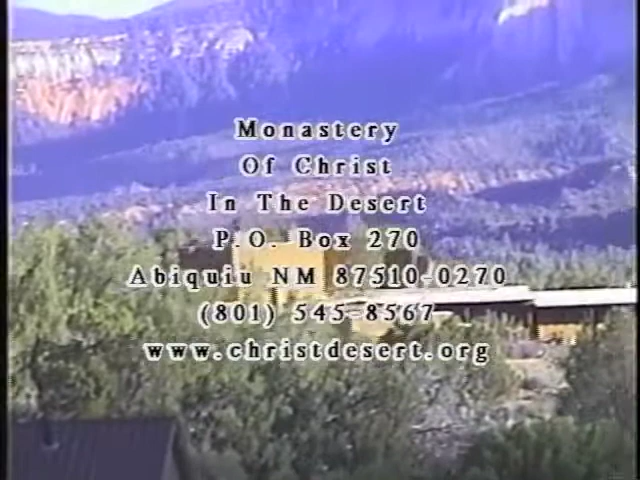 Monastery
Of Christ
In The Desert
P.O. Box 270
Abiquiu NM 87510-0270
(801) 545-8567
www.christdesert.org